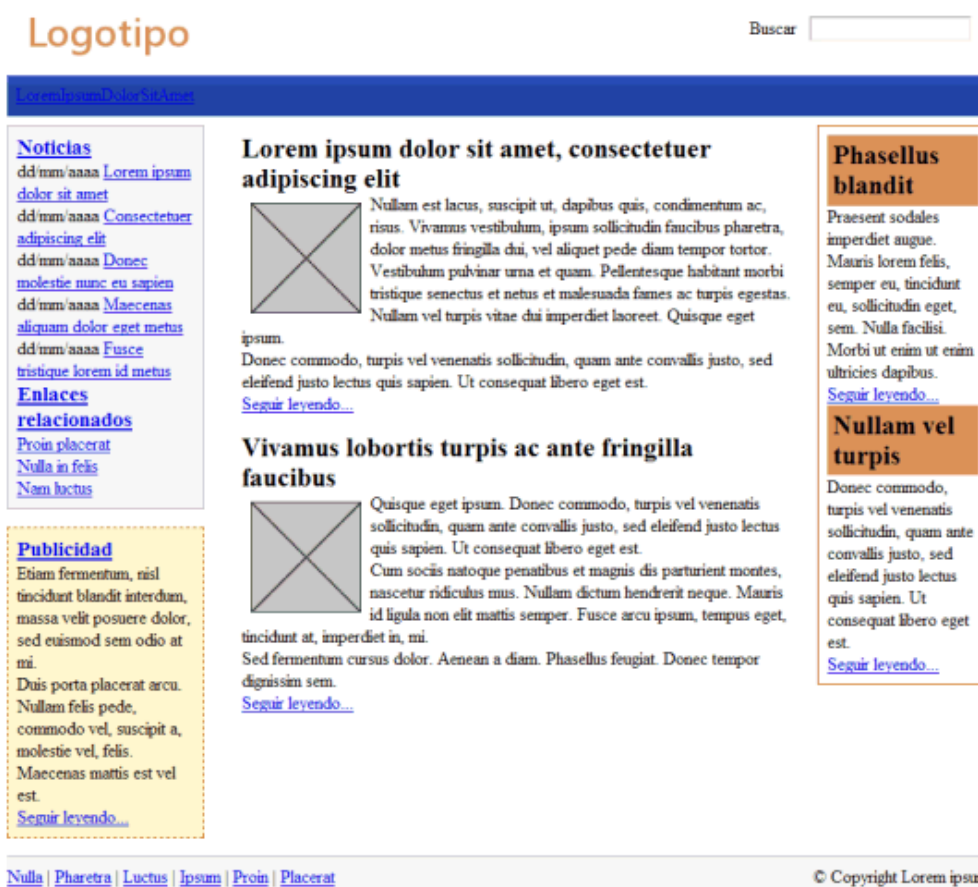 Logotipo
Buscar
LoremIpsumDolorSitAmet
Noticias
dd/mm/aaaa Lorem ipsum
dolor sit amet
dd/mm/aaaa Consectetuer
adipiscing elit
dd/mm/aaaa Donec
molestie nunc eu sapien
dd/mm/aaaa Maecenas
aliquam dolor eget metus
dd/mm/aaaa Fusce
tristique lorem id metus
Enlaces
relacionados
Proin placerat
Nulla in felis
Nam luctus
Publicidad
Etiam fermentum, nisl
tincidunt blandit interdum,
massa velit posuere dolor,
sed euismod sem odio at
mi.
Duis porta placerat arcu.
Nullam felis pede,
commodo vel, suscipit a,
molestie vel, felis.
Maecenas mattis est vel
est.
Seguir leyendo...
Lorem ipsum dolor sit amet, consectetuer
adipiscing elit
Nullam est lacus, suscipit ut, dapibus quis, condimentum ac,
risus. Vivamus vestibulum, ipsum sollicitudin faucibus pharetra,
dolor metus fringilla dui, vel aliquet pede diam tempor tortor.
Vestibulum pulvinar urna et quam. Pellentesque habitant morbi
tristique senectus et netus et malesuada fames ac turpis egestas.
Nullam vel turpis vitae dui imperdiet laoreet. Quisque eget
ipsum.
Donec commodo, turpis vel venenatis sollicitudin, quam ante convallis justo, sed
eleifend justo lectus quis sapien. Ut consequat libero eget est.
Seguir leyendo...
Vivamus lobortis turpis ac ante fringilla
faucibus
Quisque eget ipsum. Donec commodo, turpis vel venenatis
sollicitudin, quam ante convallis justo, sed eleifend justo lectus
quis sapien. Ut consequat libero eget est.
Cum sociis natoque penatibus et magnis dis parturient montes,
nascetur ridiculus mus. Nullam dictum hendrerit neque. Mauris
id ligula non elit mattis semper. Fusce arcu ipsum, tempus eget,
tincidunt at, imperdiet in, mi.
Sed fermentum cursus dolor. Aenean a diam. Phasellus feugiat. Donec tempor
dignissim sem.
Seguir leyendo...
Phasellus
blandit
Praesent sodales
imperdiet augue.
Mauris lorem felis,
semper eu, tincidunt
eu, sollicitudin eget,
sem. Nulla facilisi.
Morbi ut enim ut enim
ultricies dapibus.
Seguir leyendo...
Nullam vel
turpis
Donec commodo,
turpis vel venenatis
sollicitudin, quam ante
convallis justo, sed
eleifend justo lectus
quis sapien. Ut
consequat libero eget
est.
Seguir leyendo...
Nulla | Pharetra | Luctus | Ipsum | Proin | Placerat
© Copyright Lorem ipsu